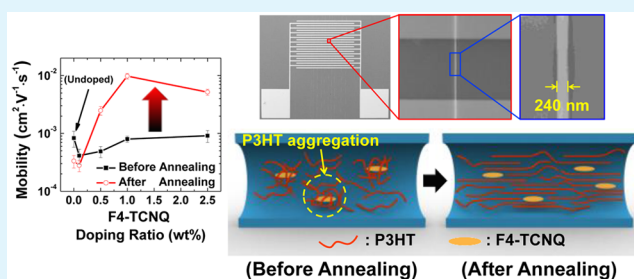 Mobility (cm²·V⁻¹·s⁻¹)
10⁻²
10⁻³
10⁻⁴
(Undoped)
Before Annealing
After Annealing
0.0 0.5 1.0 1.5 2.0 2.5
F4-TCNQ
Doping Ratio (wt%)
240 nm
P3HT aggregation
: P3HT
: F4-TCNQ
(Before Annealing)
(After Annealing)